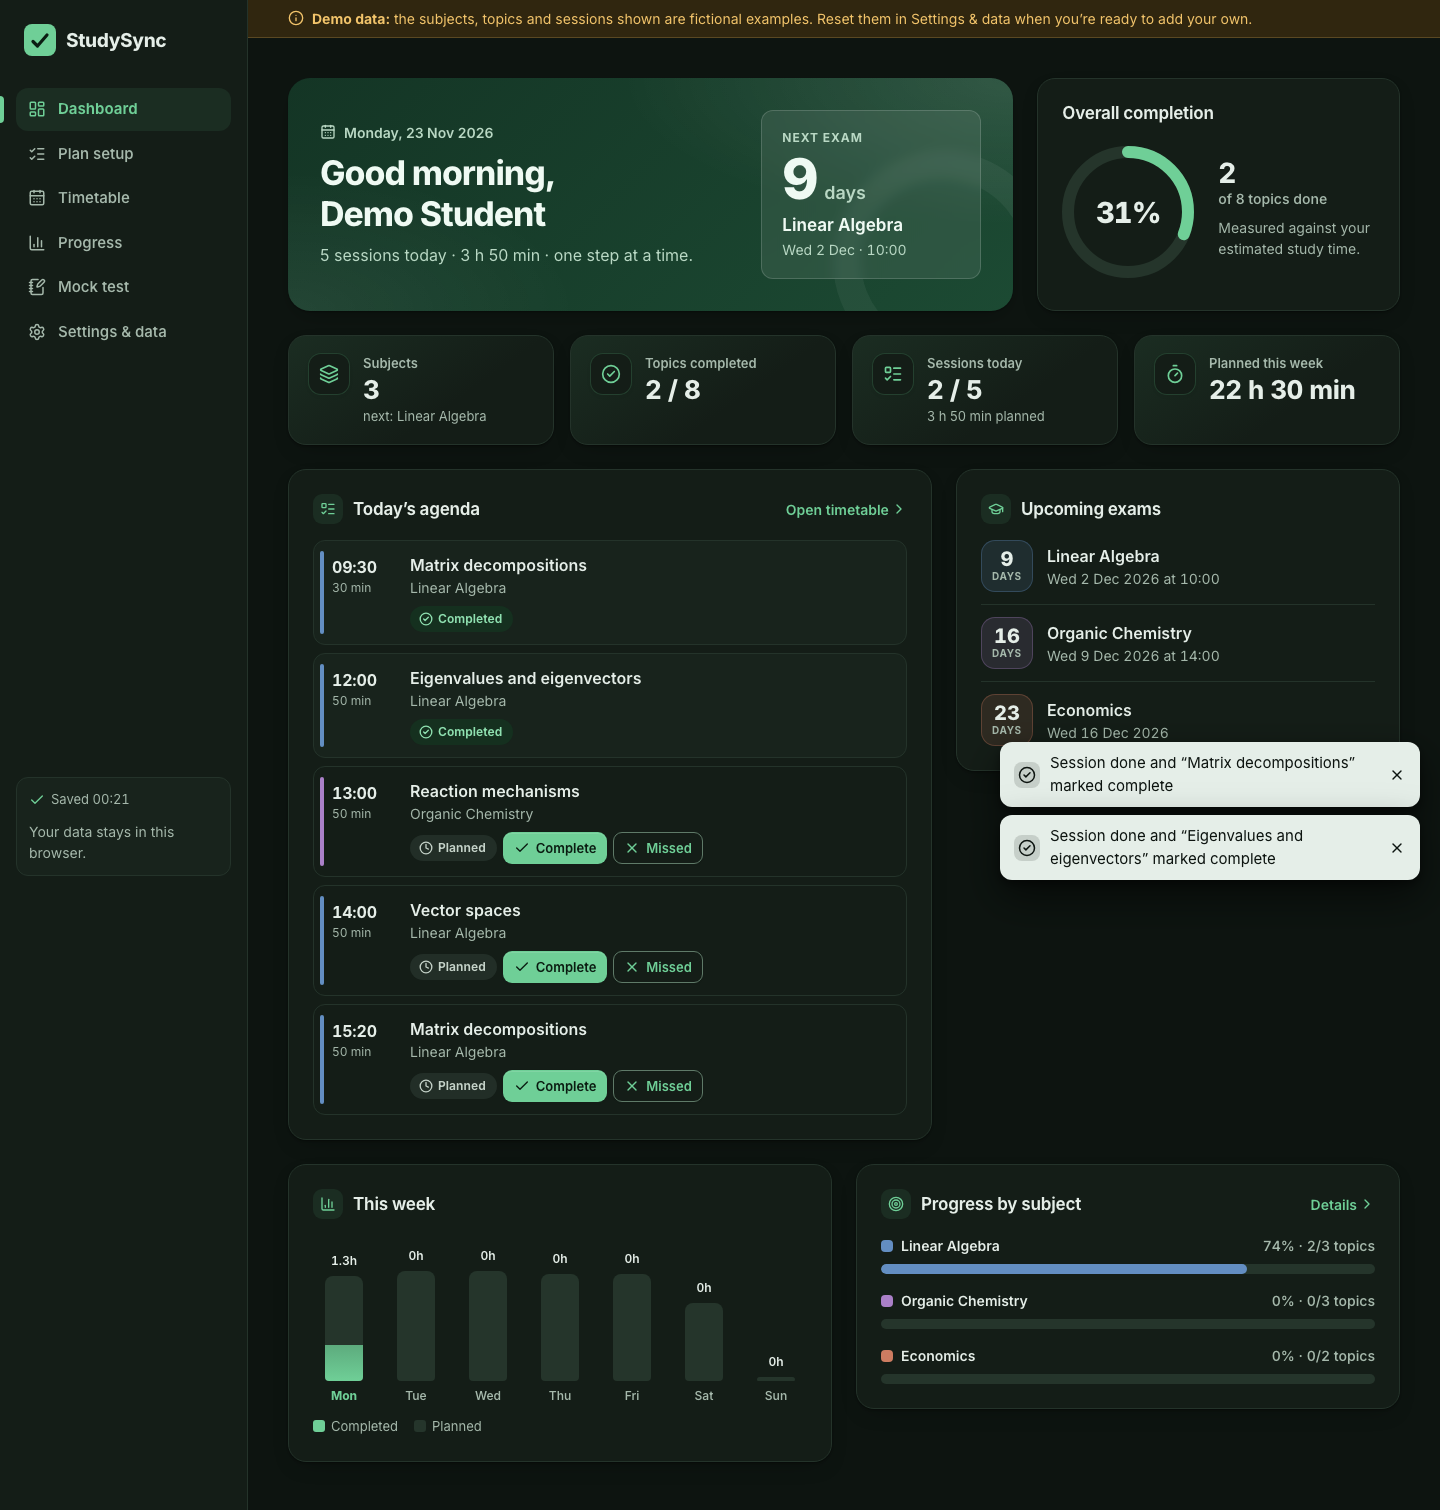 StudySync
Dashboard
Plan setup
Timetable
Progress
Mock test
Settings & data
Saved 00:21
Your data stays in this
browser.
Demo data: the subjects, topics and sessions shown are fictional examples. Reset them in Settings & data when you’re ready to add your own.
Monday, 23 Nov 2026
Good morning,
Demo Student
5 sessions today · 3 h 50 min · one step at a time.
NEXT EXAM
9 days
Linear Algebra
Wed 2 Dec · 10:00
Overall completion
31%
2
of 8 topics done
Measured against your
estimated study time.
Subjects
3
next: Linear Algebra
Topics completed
2 / 8
Sessions today
2 / 5
3 h 50 min planned
Planned this week
22 h 30 min
Today’s agenda
Open timetable
09:30
30 min
Matrix decompositions
Linear Algebra
Completed
12:00
50 min
Eigenvalues and eigenvectors
Linear Algebra
Completed
13:00
50 min
Reaction mechanisms
Organic Chemistry
Planned Complete Missed
14:00
50 min
Vector spaces
Linear Algebra
Planned Complete Missed
15:20
50 min
Matrix decompositions
Linear Algebra
Planned Complete Missed
Upcoming exams
9
DAYS
Linear Algebra
Wed 2 Dec 2026 at 10:00
16
DAYS
Organic Chemistry
Wed 9 Dec 2026 at 14:00
23
DAYS
Economics
Wed 16 Dec 2026
Session done and “Matrix decompositions”
marked complete
Session done and “Eigenvalues and
eigenvectors” marked complete
This week
1.3h 0h 0h 0h 0h 0h 0h
Mon Tue Wed Thu Fri Sat Sun
Completed Planned
Progress by subject
Details
Linear Algebra 74% · 2/3 topics
Organic Chemistry 0% · 0/3 topics
Economics 0% · 0/2 topics